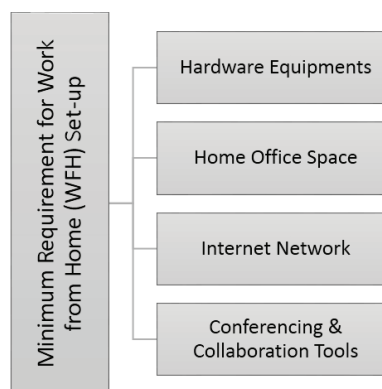 Minimum Requirement for Work
from Home (WFH) Set-up
Hardware Equipments
Home Office Space
Internet Network
Conferencing &
Collaboration Tools